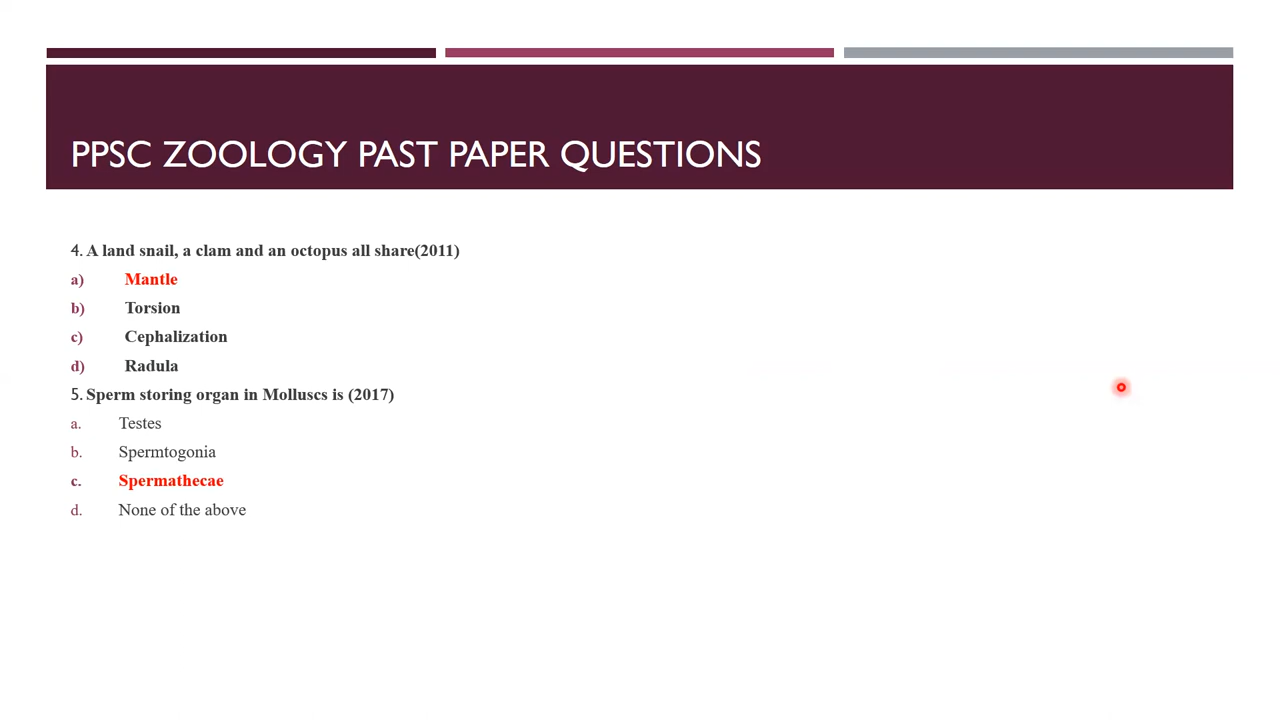 PPSC ZOOLOGY PAST PAPER QUESTIONS
4. A land snail, a clam and an octopus all share(2011)
a) Mantle
b) Torsion
c) Cephalization
d) Radula
5. Sperm storing organ in Molluscs is (2017)
a. Testes
b. Spermtogonia
c. Spermathecae
d. None of the above